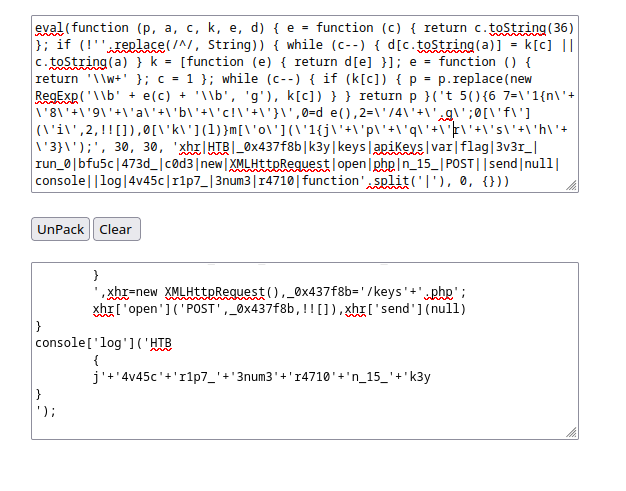 eval(function (p, a, c, k, e, d) { e = function (c) { return c.toString(36)
}; if (!''.replace(/^/, String)) { while (c--) { d[c.toString(a)] = k[c] ||
c.toString(a) } k = [function (e) { return d[e] }]; e = function () {
return '\\w+' }; c = 1 }; while (c--) { if (k[c]) { p = p.replace(new
RegExp('\\b' + e(c) + '\\b', 'g'), k[c]) } } return p }('t 5(){6 7=\'1{n\'+
\'8\'+\'9\'+\'a\'+\'b\'+\'c!\'+\'}\',0=d e(),2=\'/4\'+\'.g\';0[\'f\']
(\'i\',2,!![]),0[\'k\'](l)}m[\'o\'](\'1{j\'+\'p\'+\'q\'+\'r\'+\'s\'+\'h\'+
\'3}\');', 30, 30, 'xhr|HTB|_0x437f8b|k3y|keys|apiKeys|var|flag|3v3r_|
run_0|bfu5c|473d_|c0d3|new|XMLHttpRequest|open|php|n_15_|POST||send|null|
console||log|4v45c|r1p7_|3num3|r4710|function'.split('|'), 0, {}))
UnPack Clear
}
',xhr=new XMLHttpRequest(),_0x437f8b='/keys'+'.php';
xhr['open']('POST',_0x437f8b,!![]),xhr['send'](null)
}
console['log']('HTB
{
j'+'4v45c'+'r1p7_'+'3num3'+'r4710'+'n_15_'+'k3y
}
');